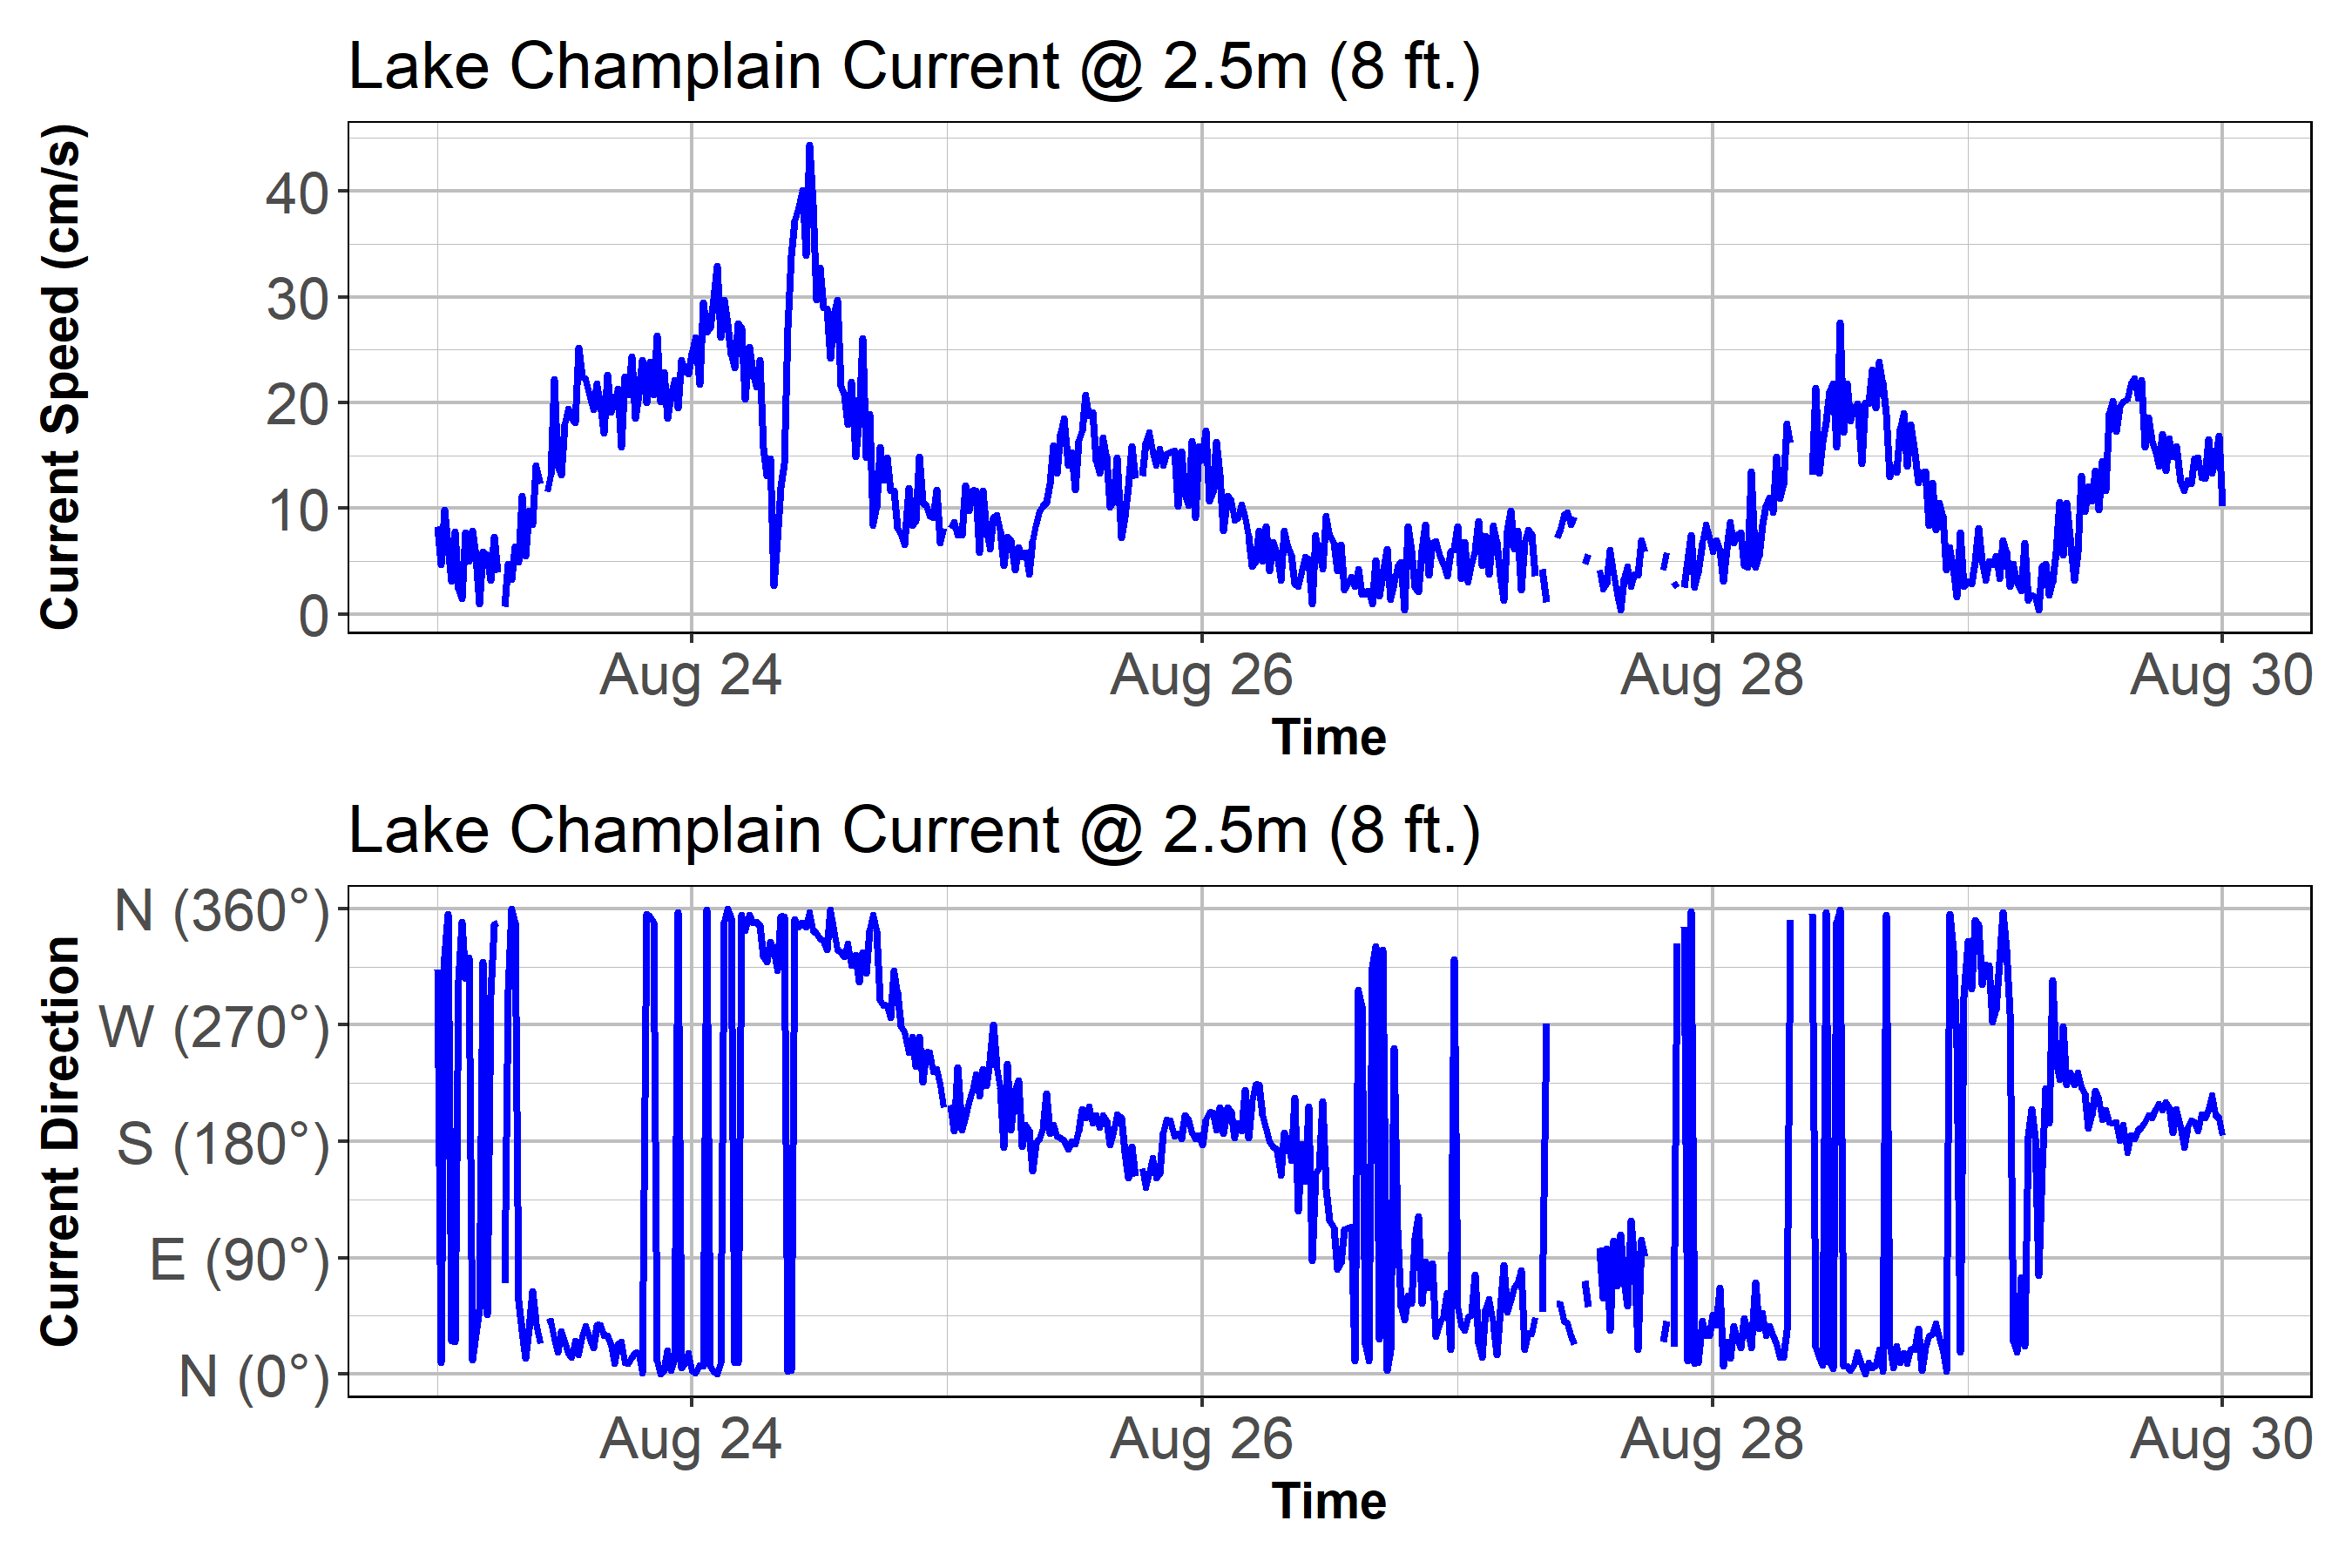 Lake Champlain Current @ 2.5m (8 ft.)
Current Speed (cm/s)
40
30
20
10
0
Aug 24 Aug 26 Aug 28 Aug 30
Time
Lake Champlain Current @ 2.5m (8 ft.)
Current Direction
N (360°)
W (270°)
S (180°)
E (90°)
N (0°)
Aug 24 Aug 26 Aug 28 Aug 30
Time